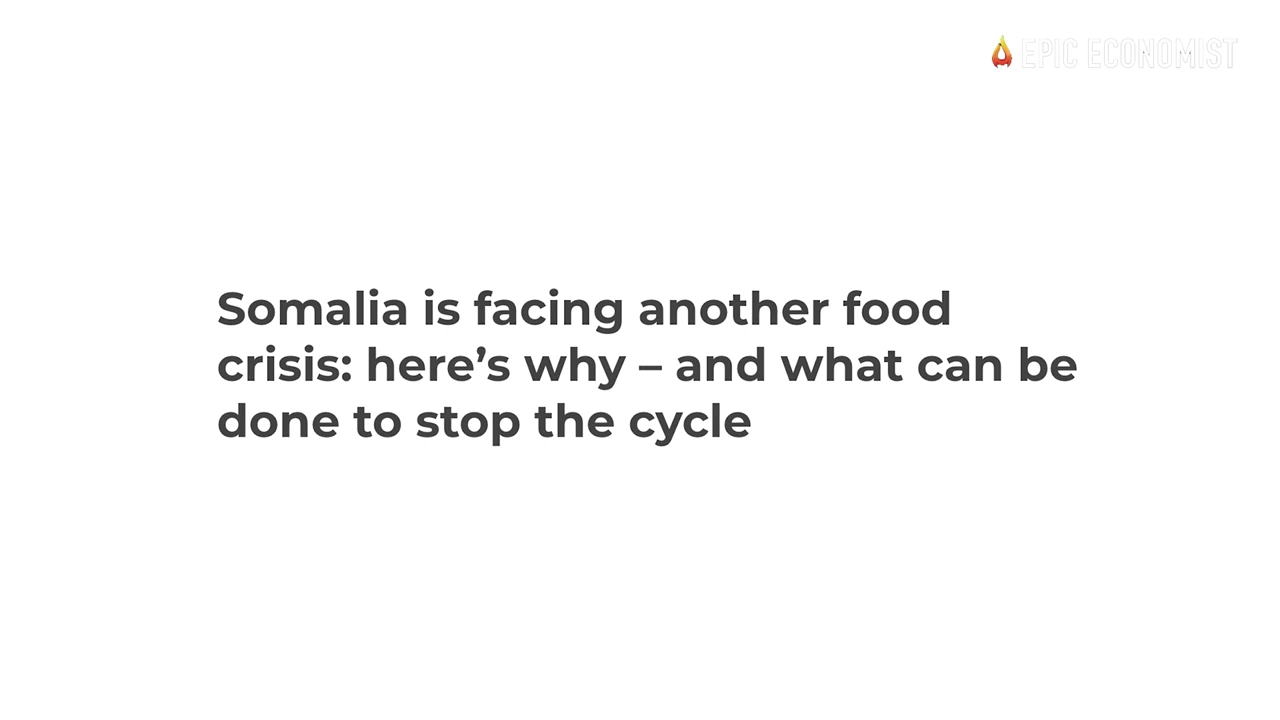 EPIC ECONOMIST
Somalia is facing another food
crisis: here’s why – and what can be
done to stop the cycle